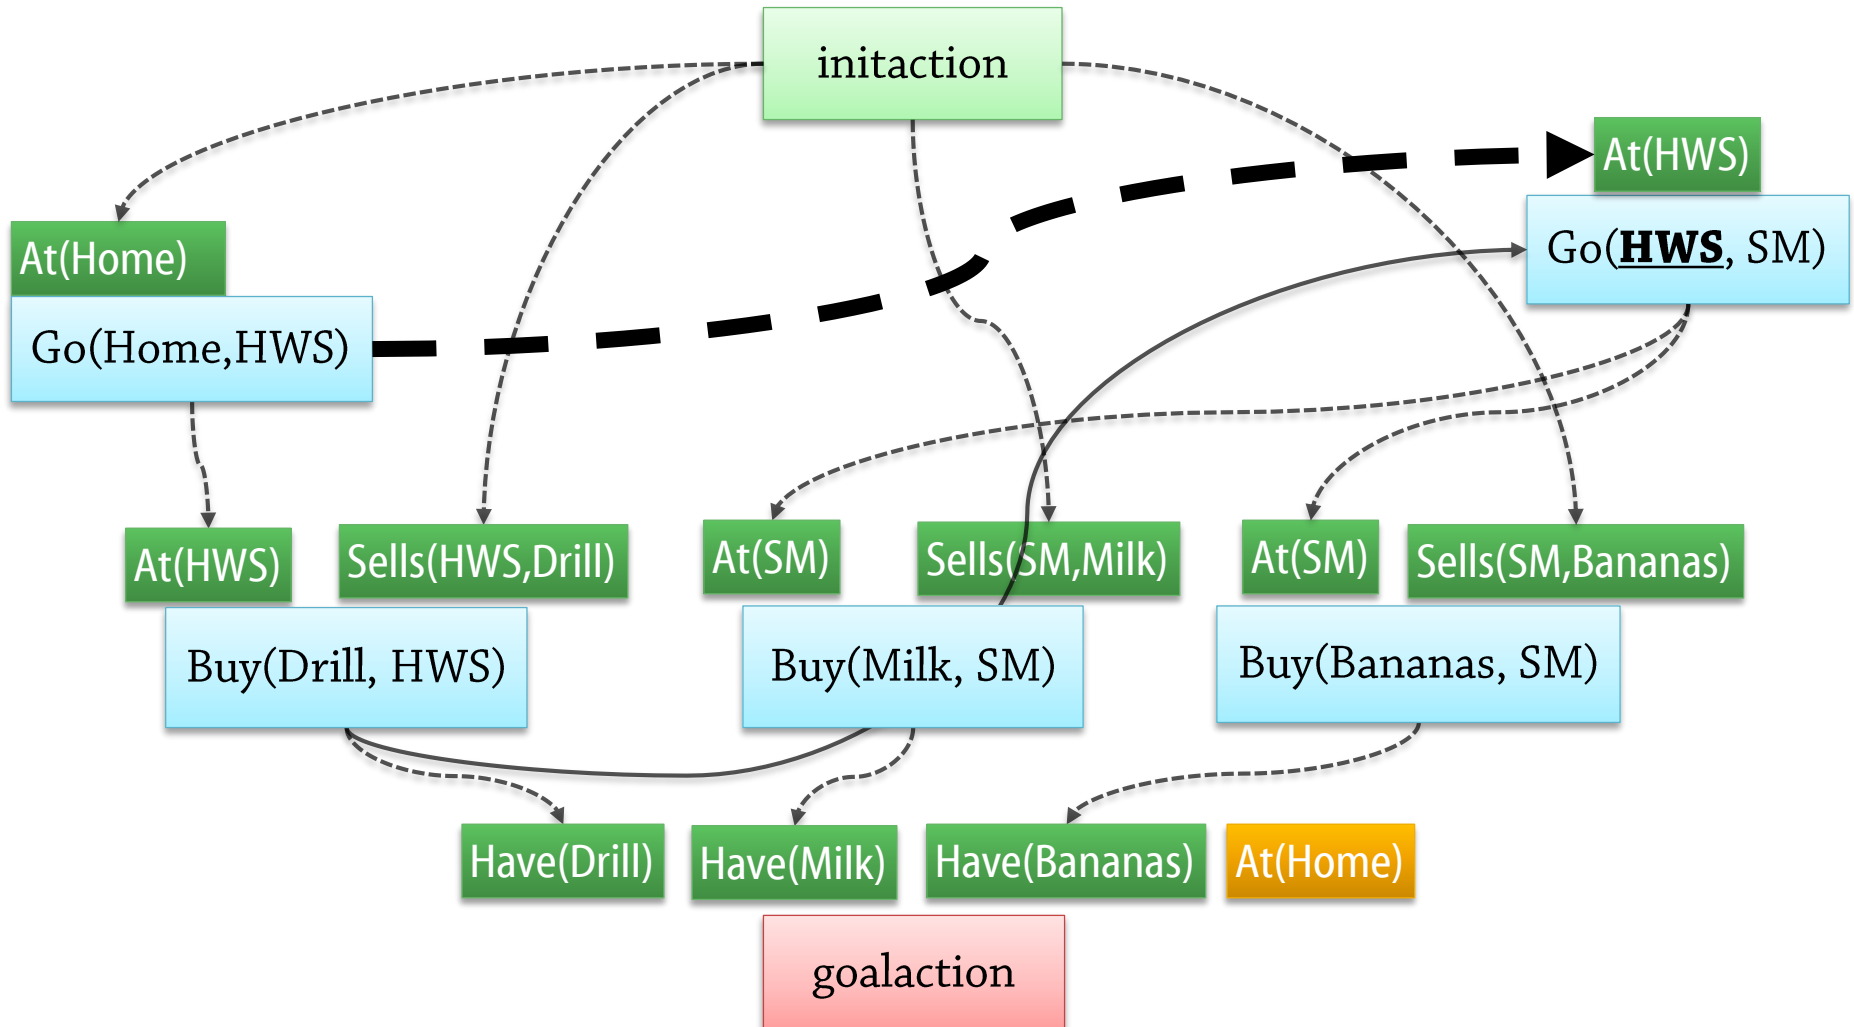 initaction
At(HWS)
At(Home)
Go(HWS, SM)
Go(Home,HWS)
At(HWS)
Sells(HWS,Drill)
At(SM)
Sells(SM,Milk)
At(SM)
Sells(SM,Bananas)
Buy(Drill, HWS)
Buy(Milk, SM)
Buy(Bananas, SM)
Have(Drill)
Have(Milk)
Have(Bananas)
At(Home)
goalaction